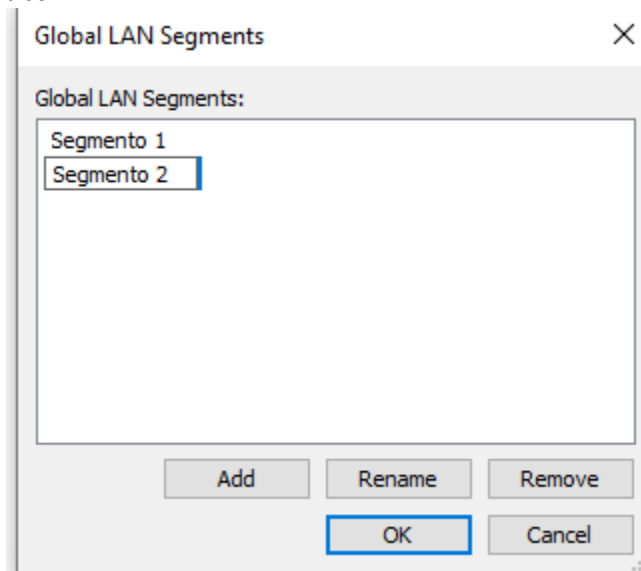 Global LAN Segments
Global LAN Segments:
Segmento 1
Segmento 2
Add Rename Remove
OK Cancel